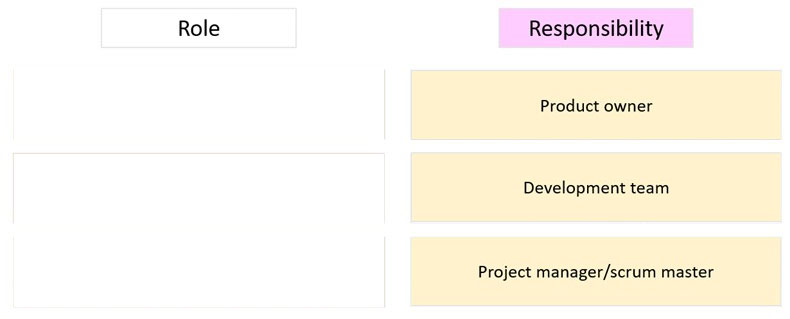 Role
Responsibility
Product owner
Development team
Project manager/scrum master